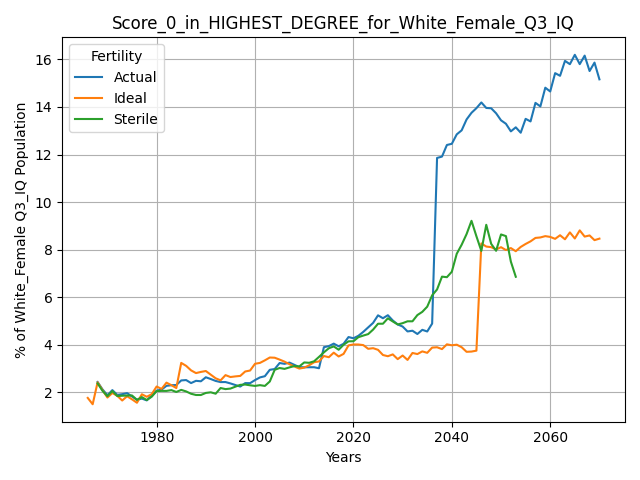 Score_0_in_HIGHEST_DEGREE_for_White_Female_Q3_IQ
% of White_Female Q3_IQ Population
16
14
12
10
8
6
4
2
Fertility
Actual
Ideal
Sterile
1980
2000
2020
2040
2060
Years